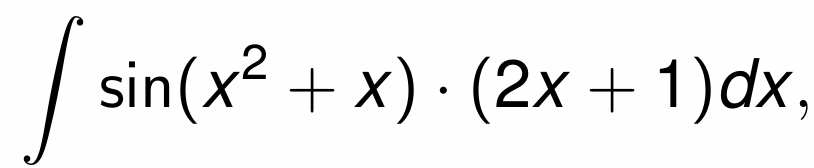 ∫ sin(x² + x) · (2x + 1)dx,